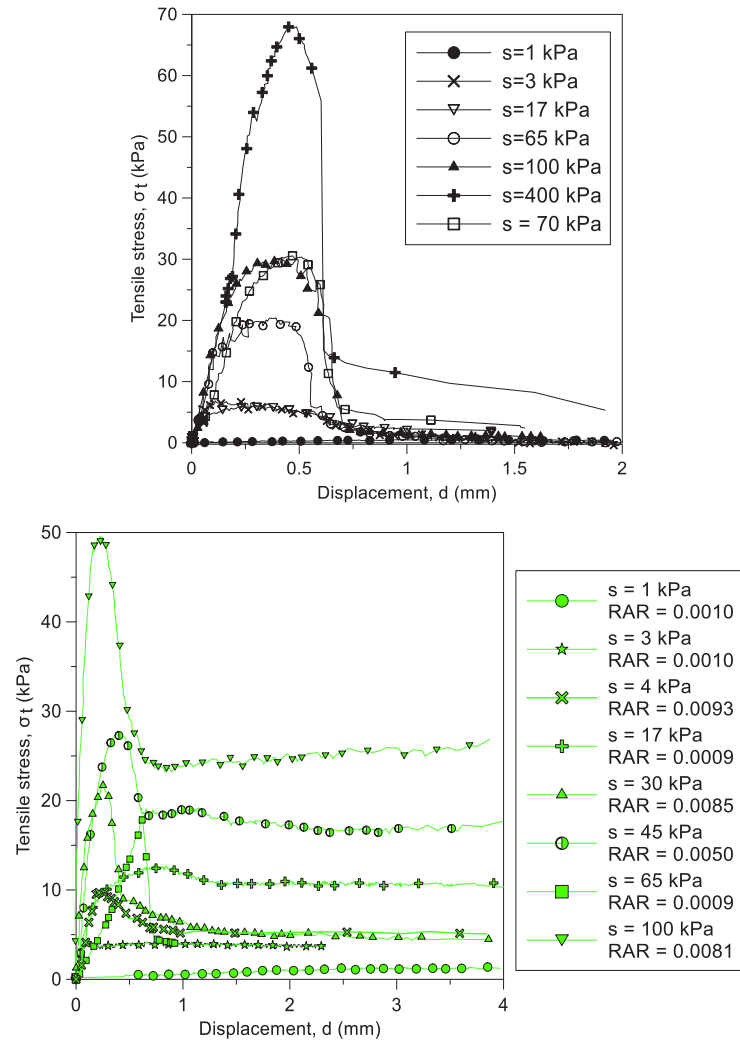 70
60
50
40
30
20
10
0
Tensile stress, σt (kPa)
s=1 kPa
s=3 kPa
s=17 kPa
s=65 kPa
s=100 kPa
s=400 kPa
s = 70 kPa
0 0.5 1 1.5 2
Displacement, d (mm)
50
40
30
20
10
0
Tensile stress, σt (kPa)
0 1 2 3 4
Displacement, d (mm)
s = 1 kPa
RAR = 0.0010
s = 3 kPa
RAR = 0.0010
s = 4 kPa
RAR = 0.0093
s = 17 kPa
RAR = 0.0009
s = 30 kPa
RAR = 0.0085
s = 45 kPa
RAR = 0.0050
s = 65 kPa
RAR = 0.0009
s = 100 kPa
RAR = 0.0081